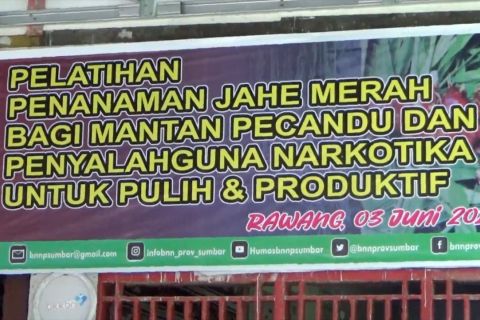 PELATIHAN
PENANAMAN JAHE MERAH
BAGI MANTAN PECANDU DAN
PENYALAHGUNA NARKOTIKA
UNTUK PULIH & PRODUKTIF
RAWANG, 03 Juni
bnnpsumbar@gmail.com infobnn_prov_sumbar Humasbnnpsumbar @bnnprovsumbar